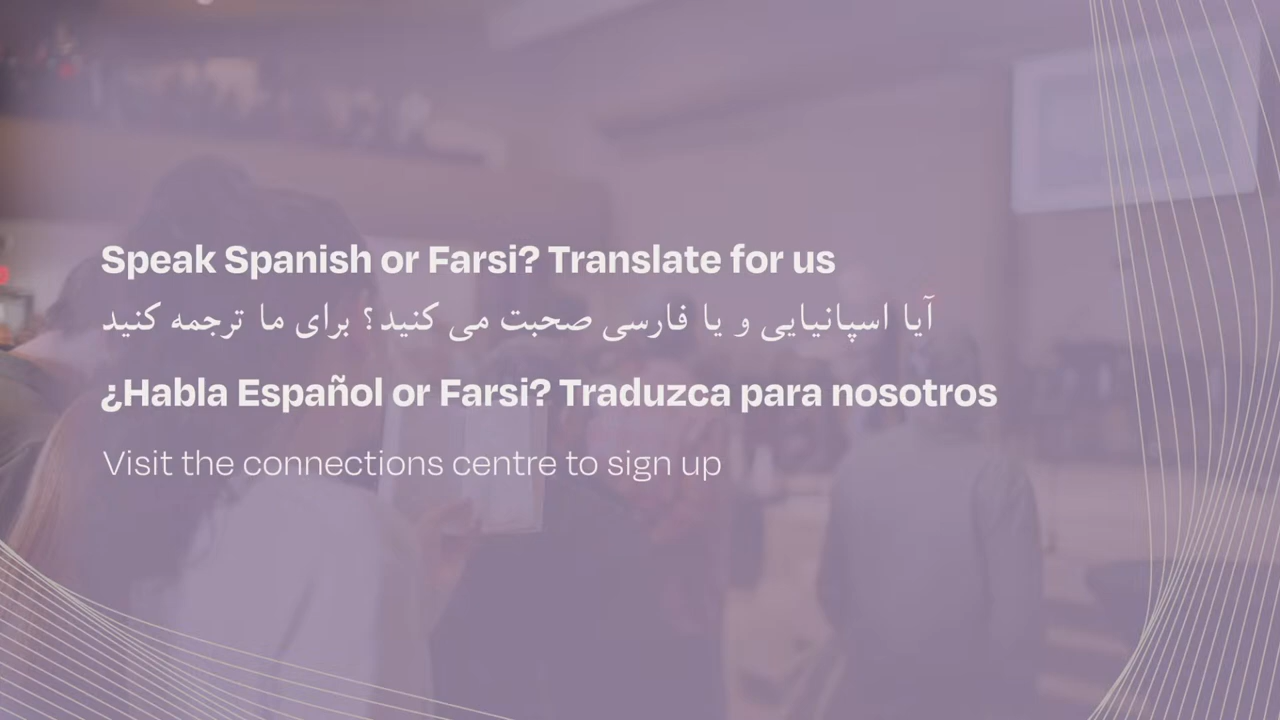 Speak Spanish or Farsi? Translate for us
آیا اسپانیایی و یا فارسی صحبت می کنید؟ برای ما ترجمه کنید
¿Habla Español or Farsi? Traduzca para nosotros
Visit the connections centre to sign up